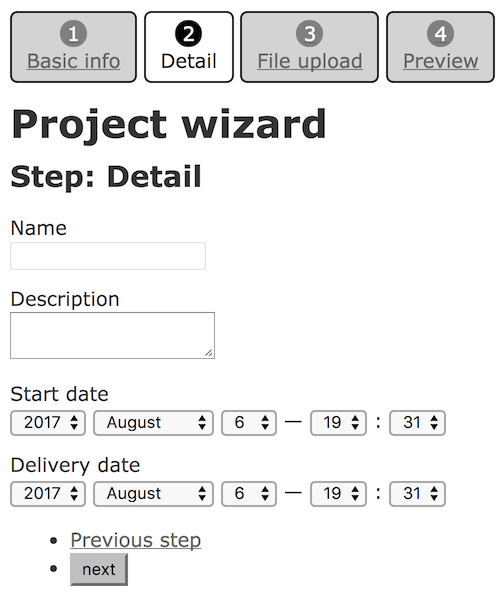 1 2 3 4
Basic info Detail File upload Preview
Project wizard
Step: Detail
Name
Description
Start date
2017 August 6 — 19 : 31
Delivery date
2017 August 6 — 19 : 31
Previous step
next